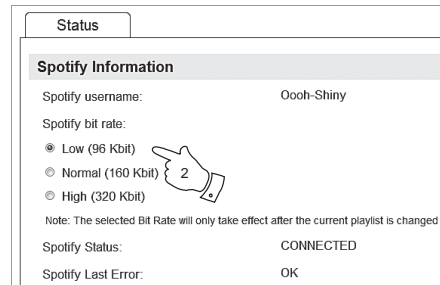 Status
Spotify Information
Spotify username: Oooh-Shiny
Spotify bit rate:
Low (96 Kbit)
Normal (160 Kbit)
2
High (320 Kbit)
Note: The selected Bit Rate will only take effect after the current playlist is changed
Spotify Status: CONNECTED
Spotify Last Error: OK